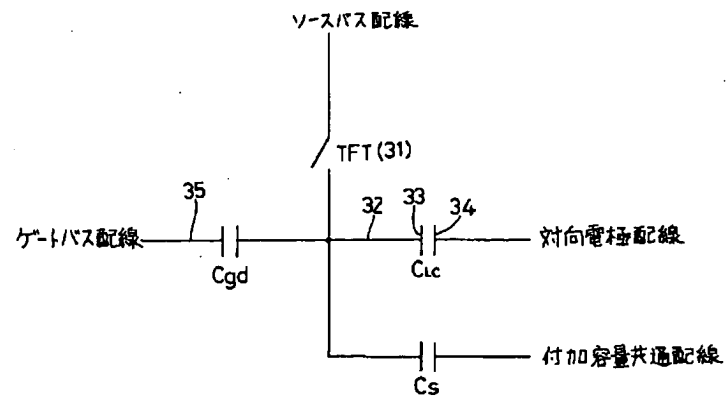 ソースバス配線
TFT(31)
35
32
33
34
ゲートバス配線
Cgd
CLC
対向電極配線
Cs
付加容量共通配線